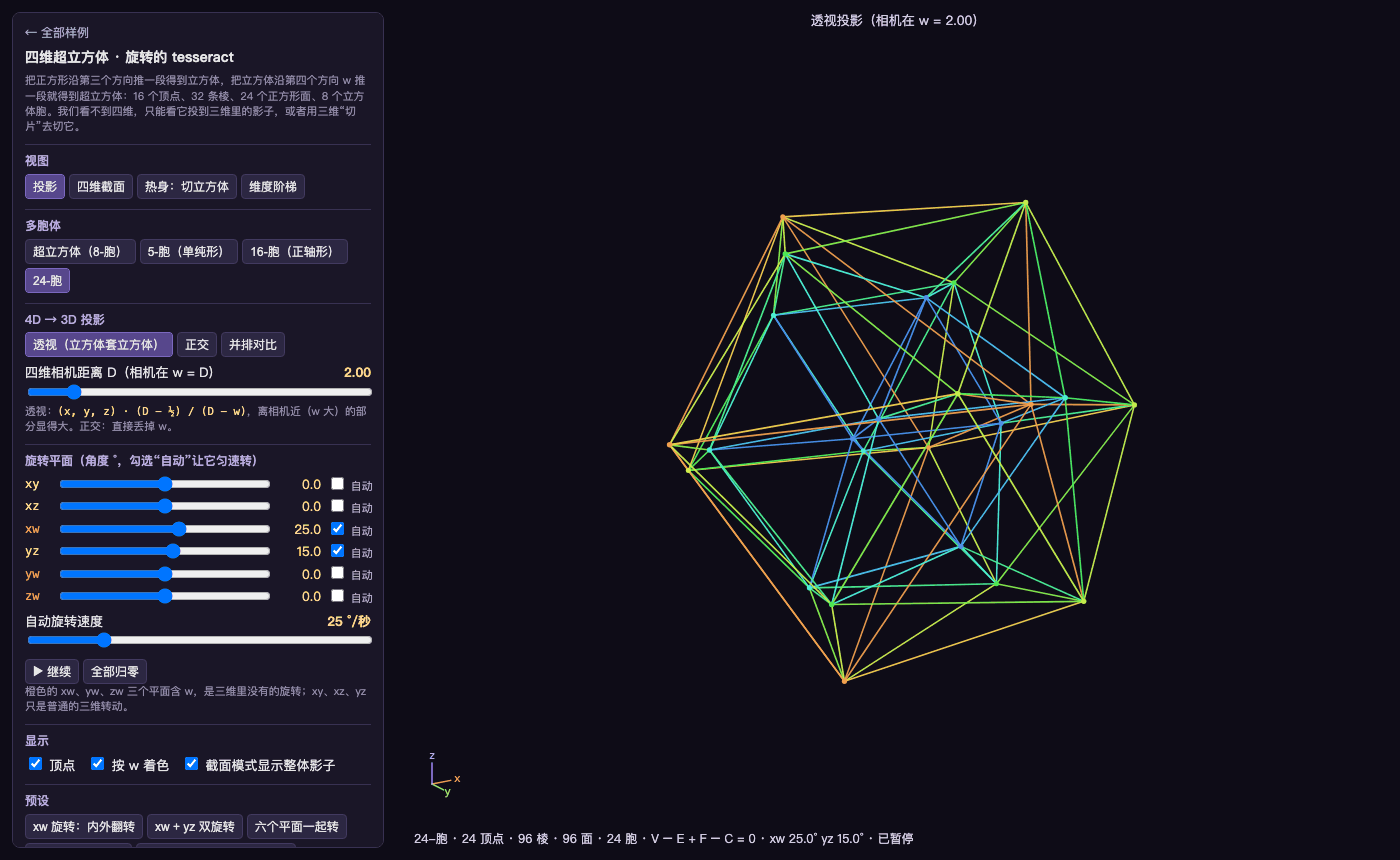 ← 全部样例
四维超立方体 · 旋转的 tesseract
把正方形沿第三个方向推一段得到立方体，把立方体沿第四个方向 w 推
一段就得到超立方体：16 个顶点、32 条棱、24 个正方形面、8 个立方
体胞。我们看不到四维，只能看它投到三维里的影子，或者用三维“切
片”去切它。
视图
投影
四维截面
热身：切立方体
维度阶梯
多胞体
超立方体（8-胞）
5-胞（单纯形）
16-胞（正轴形）
24-胞
4D → 3D 投影
透视（立方体套立方体）
正交
并排对比
四维相机距离 D（相机在 w = D） 2.00
透视：(x, y, z) · (D − ½) / (D − w)，离相机近（w 大）的部
分显得大。正交：直接丢掉 w。
旋转平面（角度 °，勾选“自动”让它匀速转）
xy 0.0 自动
xz 0.0 自动
xw 25.0 自动
yz 15.0 自动
yw 0.0 自动
zw 0.0 自动
自动旋转速度 25 °/秒
▶ 继续
全部归零
橙色的 xw、yw、zw 三个平面含 w，是三维里没有的旋转；xy、xz、yz
只是普通的三维转动。
显示
顶点
按 w 着色
截面模式显示整体影子
预设
xw 旋转：内外翻转
xw + yz 双旋转
六个平面一起转
透视投影（相机在 w = 2.00）
z
x
y
24-胞 · 24 顶点 · 96 棱 · 96 面 · 24 胞 · V − E + F − C = 0 · xw 25.0° yz 15.0° · 已暂停